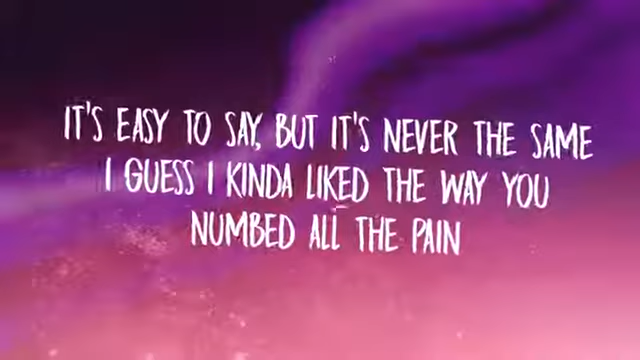 IT'S EASY TO SAY, BUT IT'S NEVER THE SAME
I GUESS I KINDA LIKED THE WAY YOU
NUMBED ALL THE PAIN